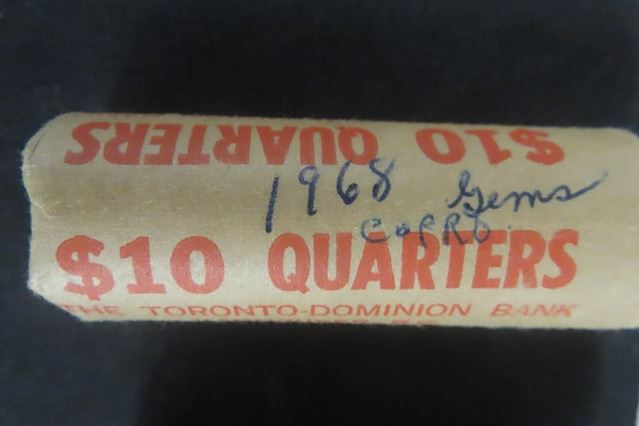 $10 QUARTERS
1968 Gems
$10 QUARTERS
THE TORONTO-DOMINION BANK